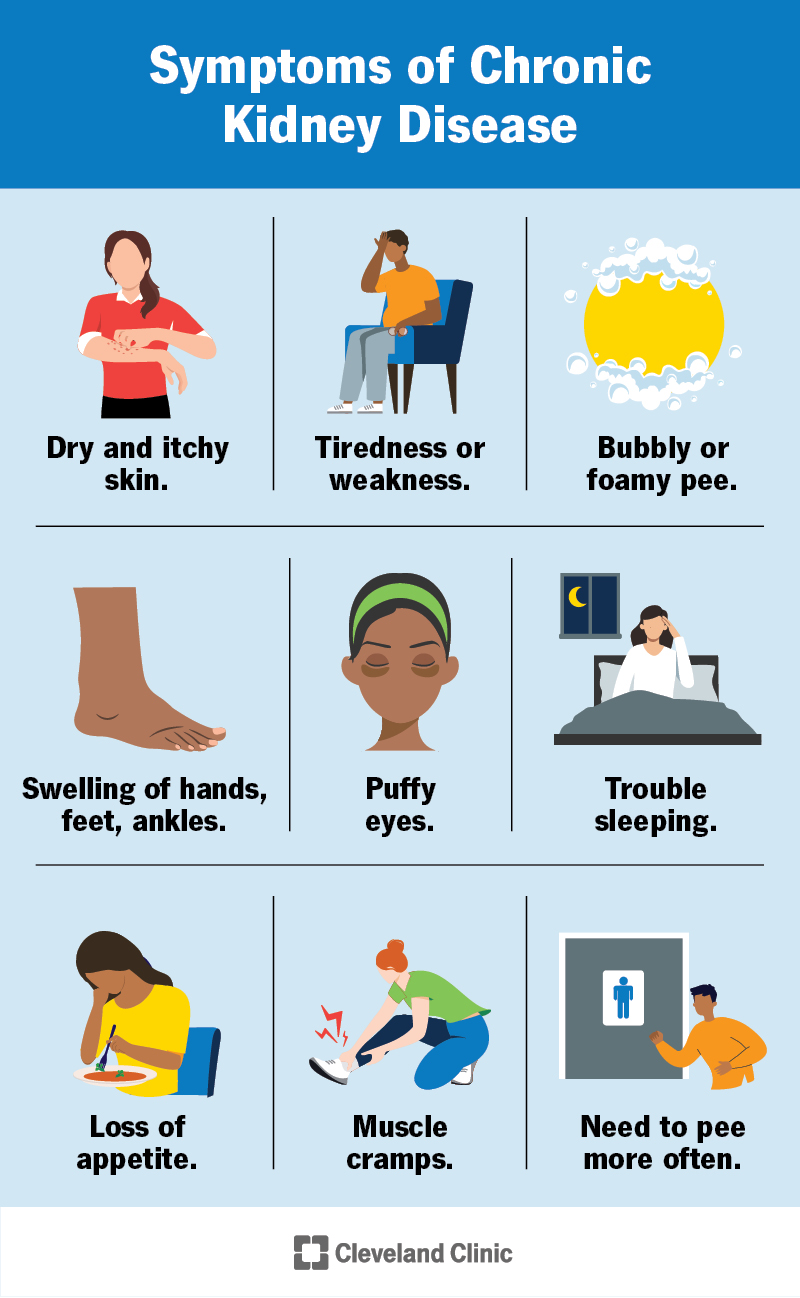 Symptoms of Chronic
Kidney Disease
Dry and itchy
skin.
Tiredness or
weakness.
Bubbly or
foamy pee.
Swelling of hands,
feet, ankles.
Puffy
eyes.
Trouble
sleeping.
Loss of
appetite.
Muscle
cramps.
Need to pee
more often.
Cleveland Clinic